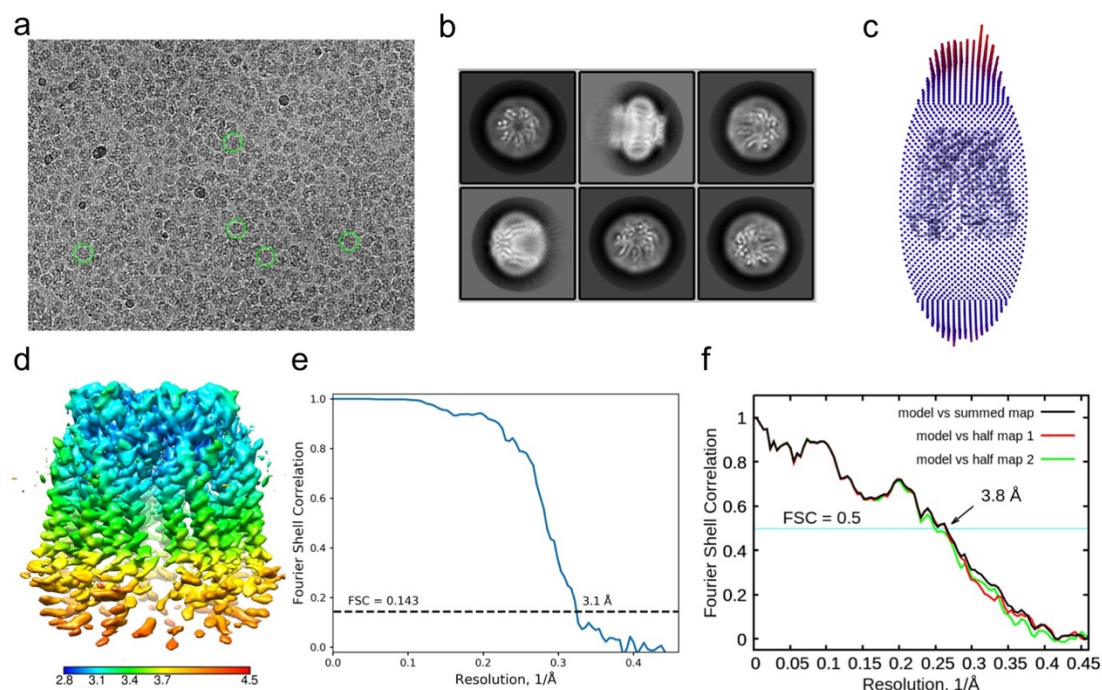 a
b
c
d
2.8 3.1 3.4 3.7 4.5
e
Fourier Shell Correlation
1.0
0.8
0.6
0.4
0.2
0.0
FSC = 0.143
3.1 Å
0.0 0.1 0.2 0.3 0.4
Resolution, 1/Å
f
Fourier Shell Correlation
1
0.8
0.6
0.4
0.2
0
model vs summed map
model vs half map 1
model vs half map 2
3.8 Å
FSC = 0.5
0 0.05 0.1 0.15 0.2 0.25 0.3 0.35 0.4 0.45
Resolution, 1/Å